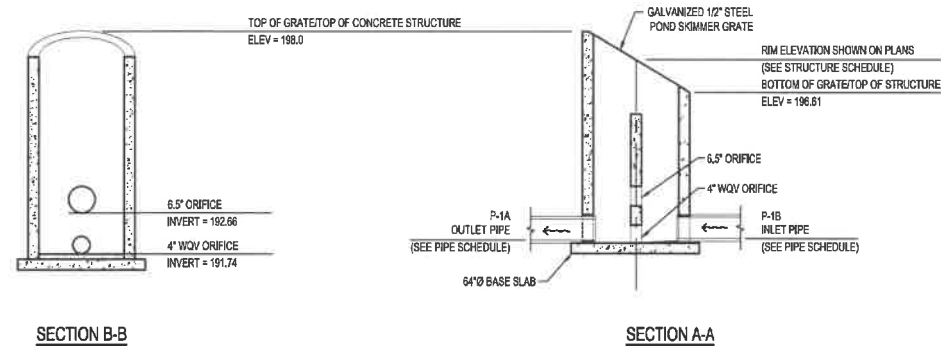 TOP OF GRATE/TOP OF CONCRETE STRUCTURE
ELEV = 198.0
6.5" ORIFICE
INVERT = 192.66
4" WQV ORIFICE
INVERT = 191.74
SECTION B-B
GALVANIZED 1/2" STEEL
POND SKIMMER GRATE
RIM ELEVATION SHOWN ON PLANS
(SEE STRUCTURE SCHEDULE)
BOTTOM OF GRATE/TOP OF STRUCTURE
ELEV = 196.61
6.5" ORIFICE
4" WQV ORIFICE
P-1A
OUTLET PIPE
(SEE PIPE SCHEDULE)
P-1B
INLET PIPE
(SEE PIPE SCHEDULE)
64"Ø BASE SLAB
SECTION A-A